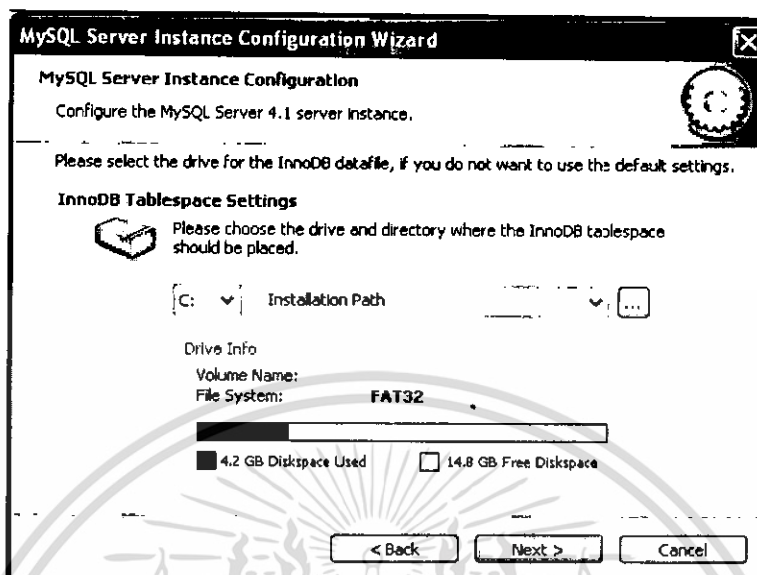 MySQL Server Instance Configuration Wizard
MySQL Server Instance Configuration
Configure the MySQL Server 4.1 server instance.
Please select the drive for the InnoDB datafile, if you do not want to use the default settings.
InnoDB Tablespace Settings
Please choose the drive and directory where the InnoDB tablespace
should be placed.
C: Installation Path ...
Drive Info
Volume Name:
File System: FAT32
4.2 GB Diskspace Used 14.8 GB Free Diskspace
< Back Next > Cancel